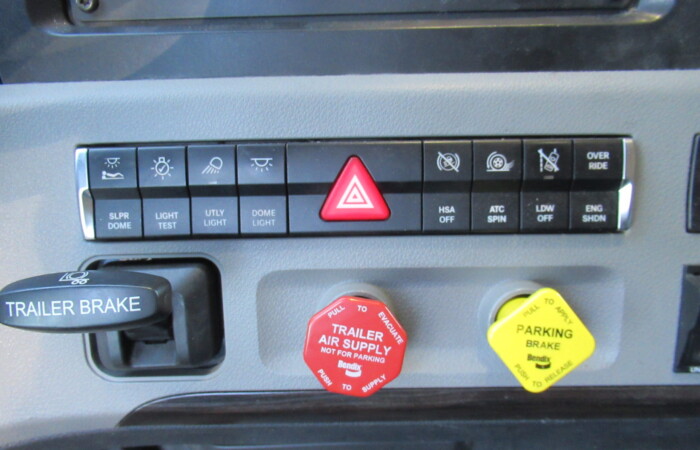 OVER
RIDE
SLPR
DOME
LIGHT
TEST
UTLY
LIGHT
DOME
LIGHT
HSA
OFF
ATC
SPIN
LDW
OFF
ENG
SHDN
TRAILER BRAKE
PULL TO EVACUATE
TRAILER
AIR SUPPLY
NOT FOR PARKING
Bendix
PUSH TO SUPPLY
PULL TO APPLY
PARKING
BRAKE
Bendix
PUSH TO RELEASE